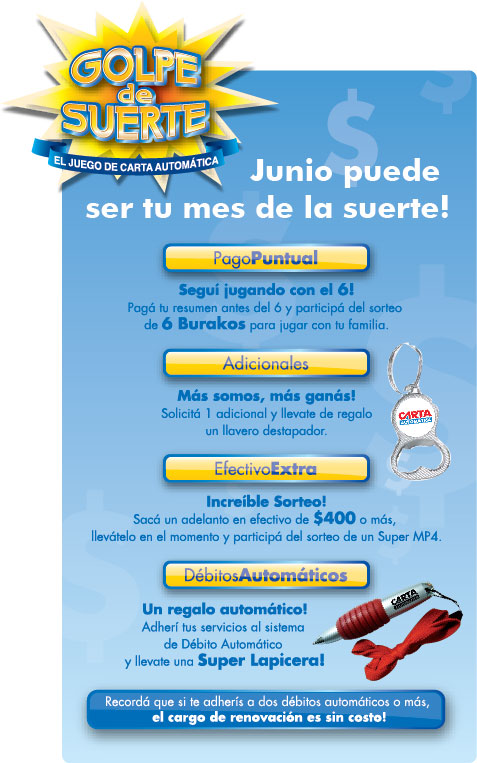 GOLPE
de
SUERTE
EL JUEGO DE CARTA AUTOMÁTICA
Junio puede
ser tu mes de la suerte!
PagoPuntual
Seguí jugando con el 6!
Pagá tu resumen antes del 6 y participá del sorteo
de 6 Burakos para jugar con tu familia.
Adicionales
Más somos, más ganás!
Solicitá 1 adicional y llevate de regalo
un llavero destapador.
CARTA
AUTOMÁTICA
EfectivoExtra
Increíble Sorteo!
Sacá un adelanto en efectivo de $400 o más,
llevátelo en el momento y participá del sorteo de un Super MP4.
DébitosAutomáticos
Un regalo automático!
Adherí tus servicios al sistema
de Débito Automático
y llevate una Super Lapicera!
CARTA
AUTOMÁTICA
Recordá que si te adherís a dos débitos automáticos o más,
el cargo de renovación es sin costo!